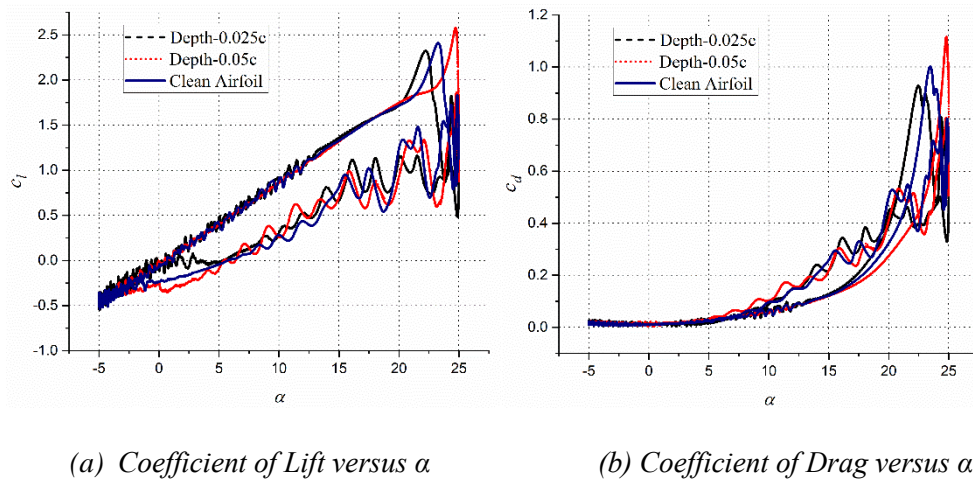 2.5
2.0
1.5
1.0
0.5
0.0
-0.5
-1.0
c_l
Depth-0.025c
Depth-0.05c
Clean Airfoil
-5 0 5 10 15 20 25
α
1.2
1.0
0.8
0.6
0.4
0.2
0.0
c_d
Depth-0.025c
Depth-0.05c
Clean Airfoil
-5 0 5 10 15 20 25
α
(a) Coefficient of Lift versus α
(b) Coefficient of Drag versus α